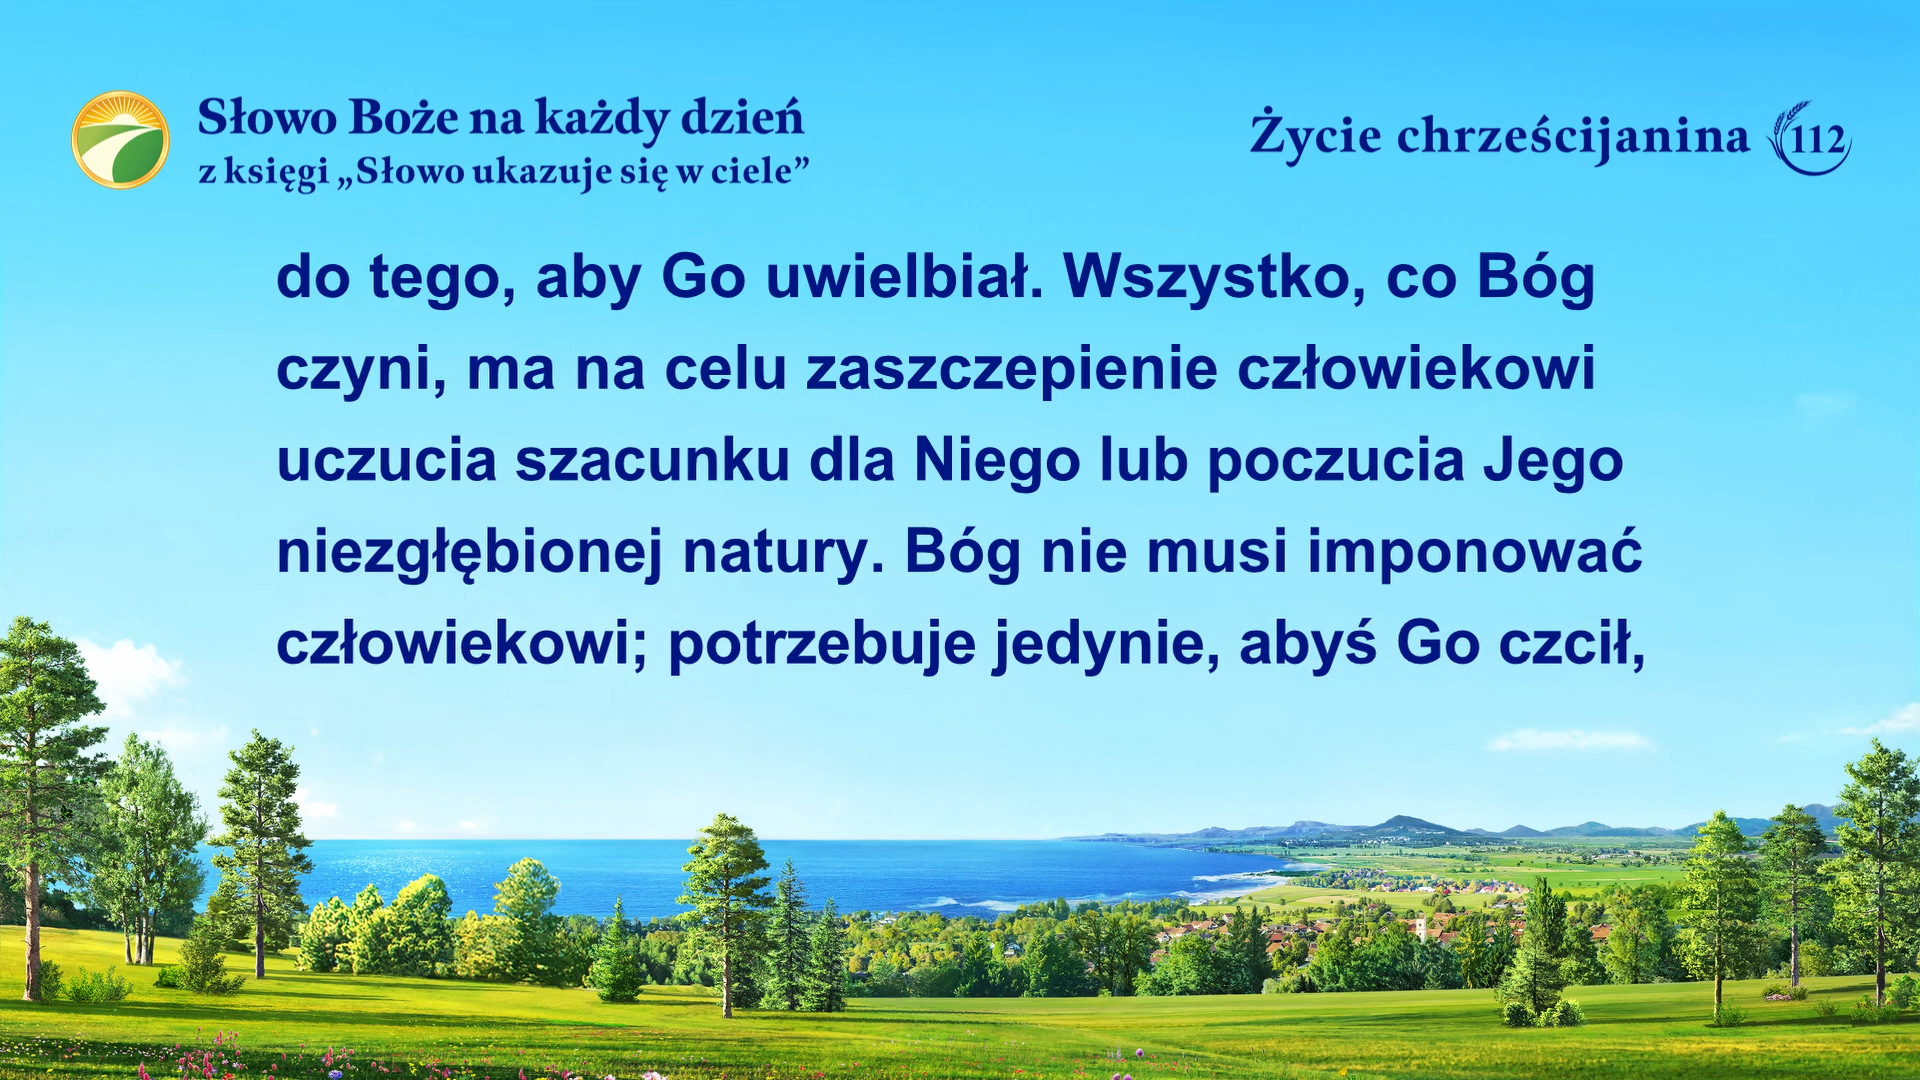 Słowo Boże na każdy dzień
z księgi „Słowo ukazuje się w ciele”
Życie chrześcijanina 112
do tego, aby Go uwielbiał. Wszystko, co Bóg
czyni, ma na celu zaszczepienie człowiekowi
uczucia szacunku dla Niego lub poczucia Jego
niezgłębionej natury. Bóg nie musi imponować
człowiekowi; potrzebuje jedynie, abyś Go czcił,